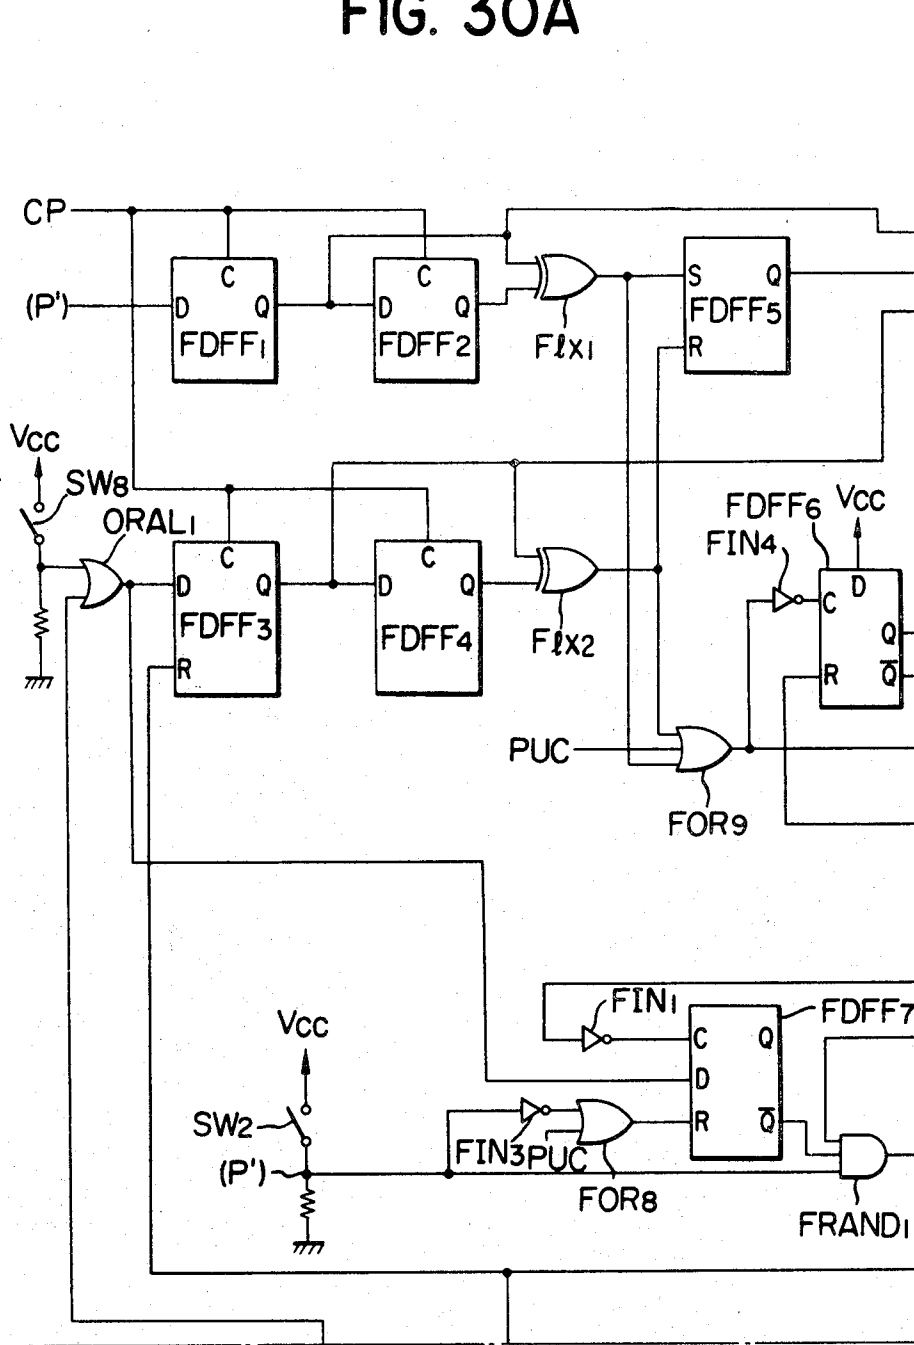 FIG. 30A
CP
C
C
S
Q
(P')
D
Q
D
Q
FDFF5
FDFF1
FDFF2
FℓX1
R
VCC
SW8
ORAL1
FDFF6
VCC
FIN4
C
C
D
D
Q
D
Q
C
FDFF3
FDFF4
FℓX2
Q
R
R
Q̅
PUC
FOR9
FIN1
FDFF7
VCC
C
Q
D
SW2
R
Q̅
FIN3
PUC
(P')
FOR8
FRAND1